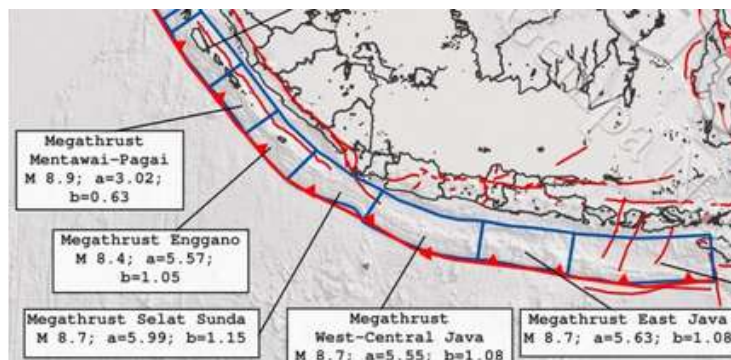 Megathrust
Mentawai-Pagai
M 8.9; a=3.02;
b=0.63
Megathrust Enggano
M 8.4; a=5.57;
b=1.05
Megathrust Selat Sunda
M 8.7; a=5.99; b=1.15
Megathrust
West-Central Java
M 8.7; a=5.55; b=1.08
Megathrust East Java
M 8.7; a=5.63; b=1.08